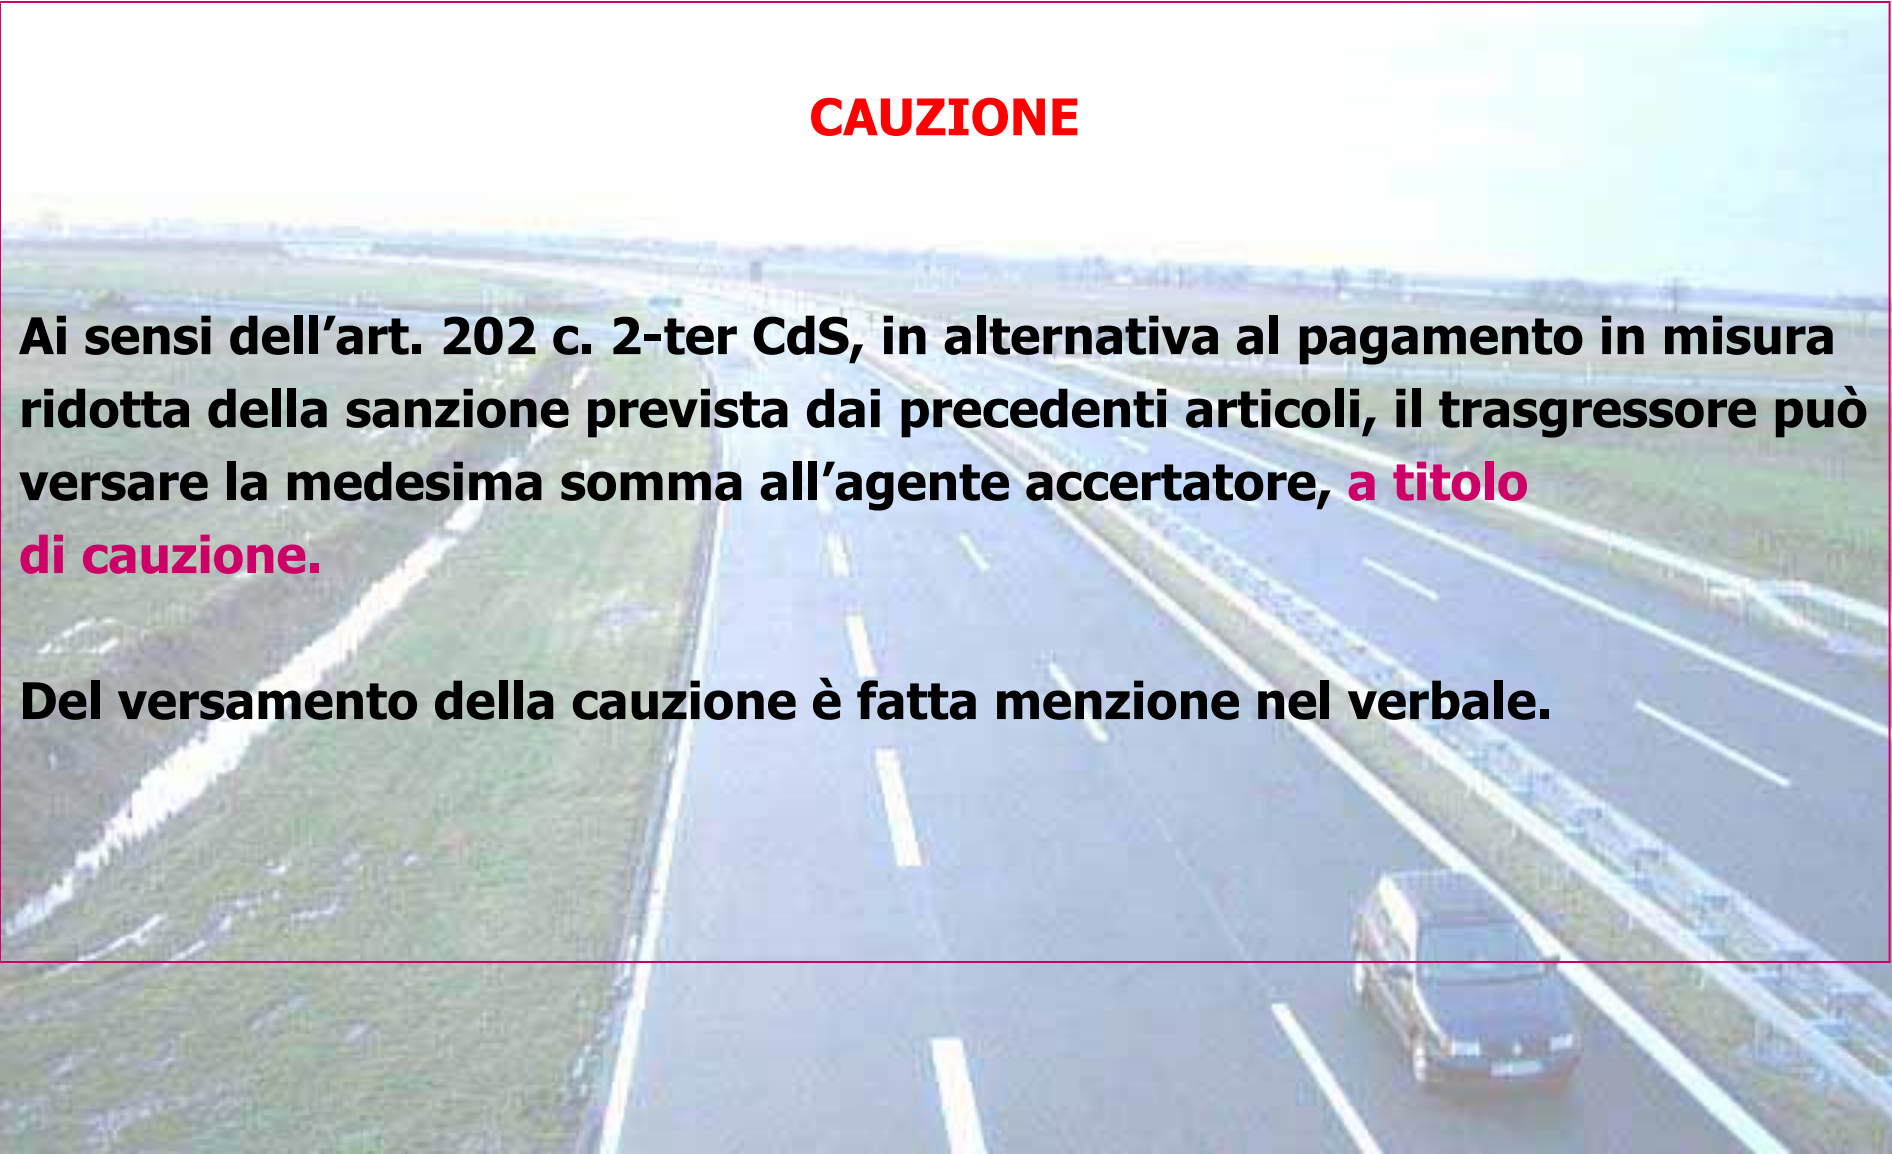 CAUZIONE
Ai sensi dell’art. 202 c. 2-ter CdS, in alternativa al pagamento in misura
ridotta della sanzione prevista dai precedenti articoli, il trasgressore può
versare la medesima somma all’agente accertatore, a titolo
di cauzione.
Del versamento della cauzione è fatta menzione nel verbale.